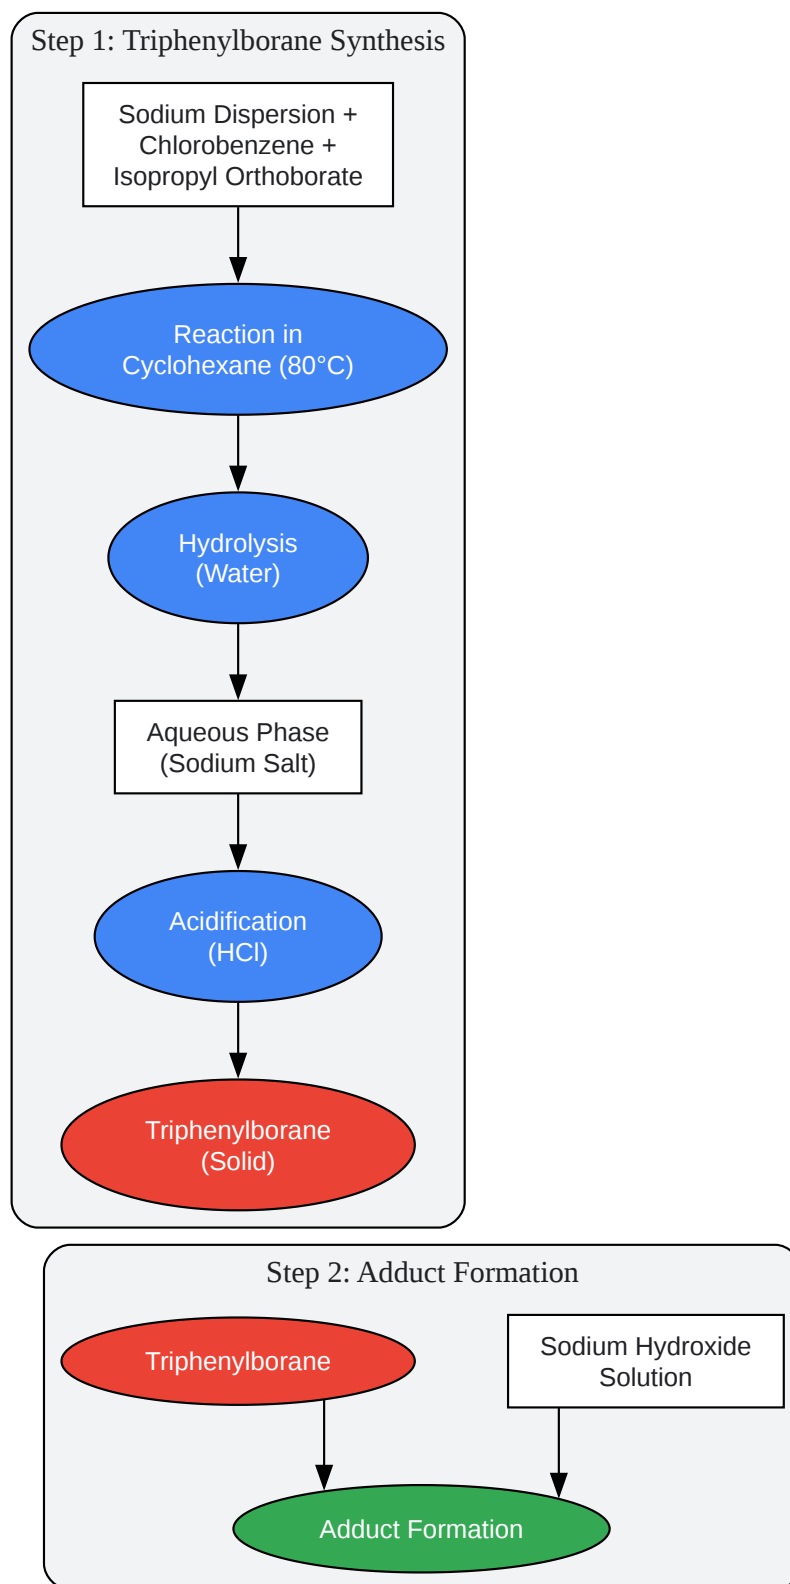 Step 1: Triphenylborane Synthesis
Sodium Dispersion +
Chlorobenzene +
Isopropyl Orthoborate
Reaction in
Cyclohexane (80°C)
Hydrolysis
(Water)
Aqueous Phase
(Sodium Salt)
Acidification
(HCl)
Triphenylborane
(Solid)
Step 2: Adduct Formation
Triphenylborane
Sodium Hydroxide
Solution
Adduct Formation